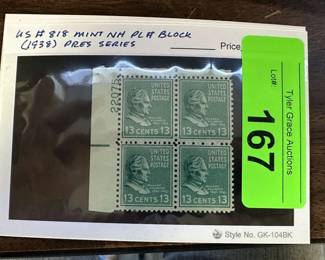 US # 818 MINT NH PL# BLOCK
(1938) PRES SERIES
Price
Lot#:
167
Tyler Grace Auctions
UNITED STATES POSTAGE
13 CENTS 13
UNITED STATES POSTAGE
13 CENTS 13
UNITED STATES POSTAGE
13 CENTS 13
UNITED STATES POSTAGE
13 CENTS 13
Style No. GK-104BK